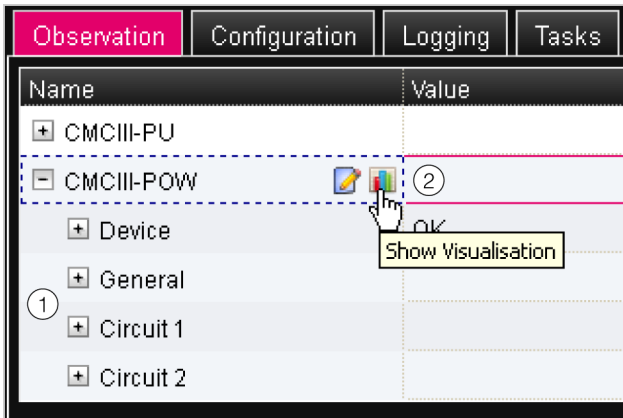 Observation Configuration Logging Tasks
Name Value
CMCIII-PU
CMCIII-POW 2
Device OK
Show Visualisation
General
1
Circuit 1
Circuit 2